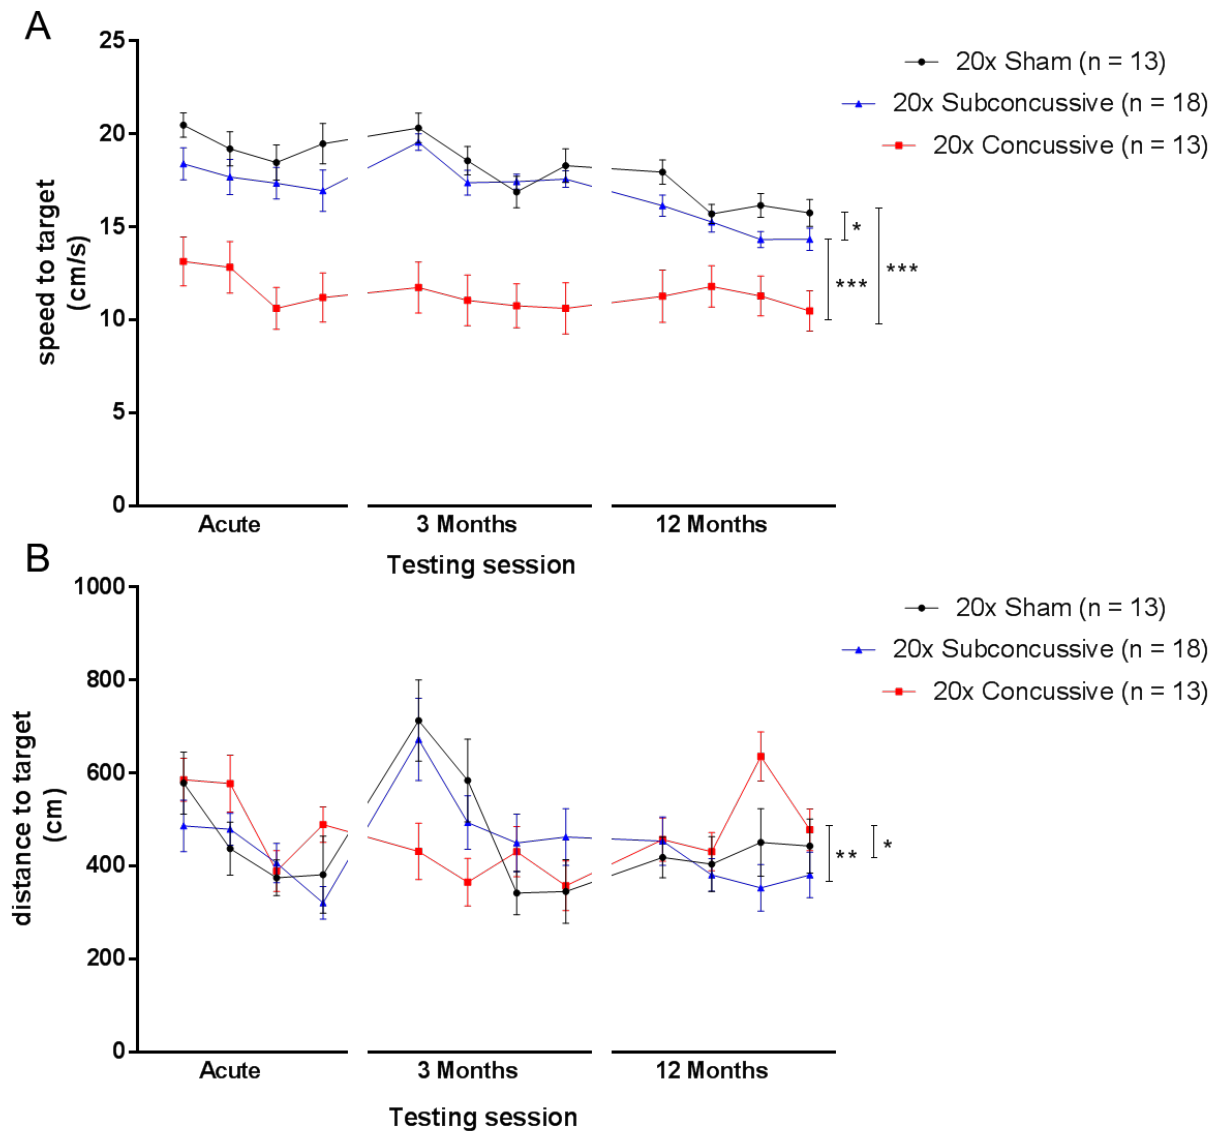 A
25
20
15
10
5
0
speed to target
(cm/s)
20x Sham (n = 13)
20x Subconcussive (n = 18)
20x Concussive (n = 13)
*
***
***
Acute
3 Months
12 Months
Testing session
B
1000
800
600
400
200
0
distance to target
(cm)
20x Sham (n = 13)
20x Subconcussive (n = 18)
20x Concussive (n = 13)
**
*
Acute
3 Months
12 Months
Testing session